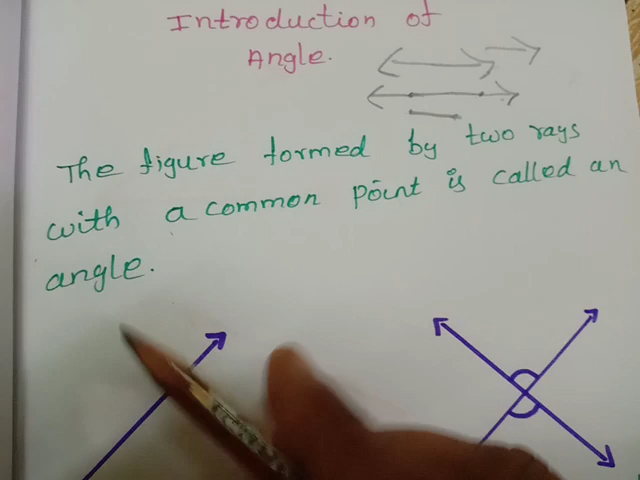 Introduction of
Angle.
The figure formed by two rays
with a common point is called an
angle.